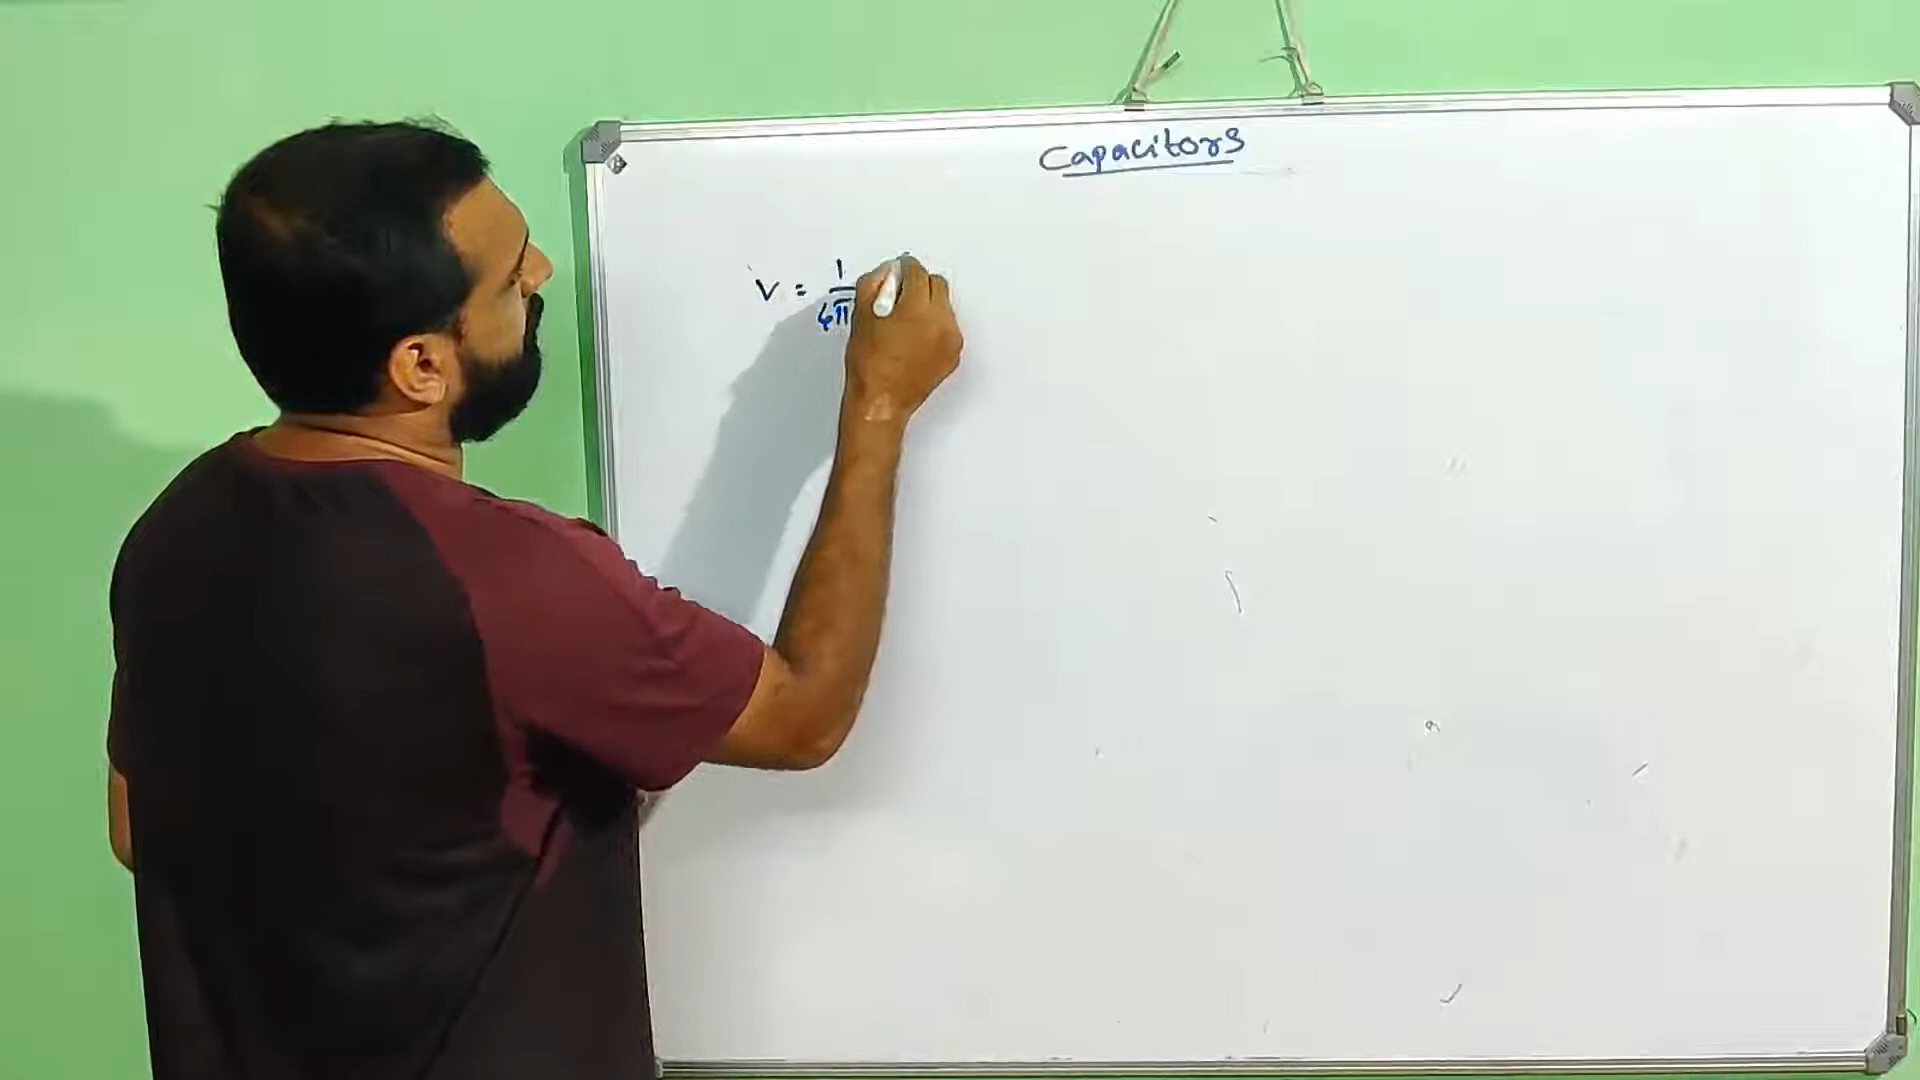 Capacitors
V = 1/4π